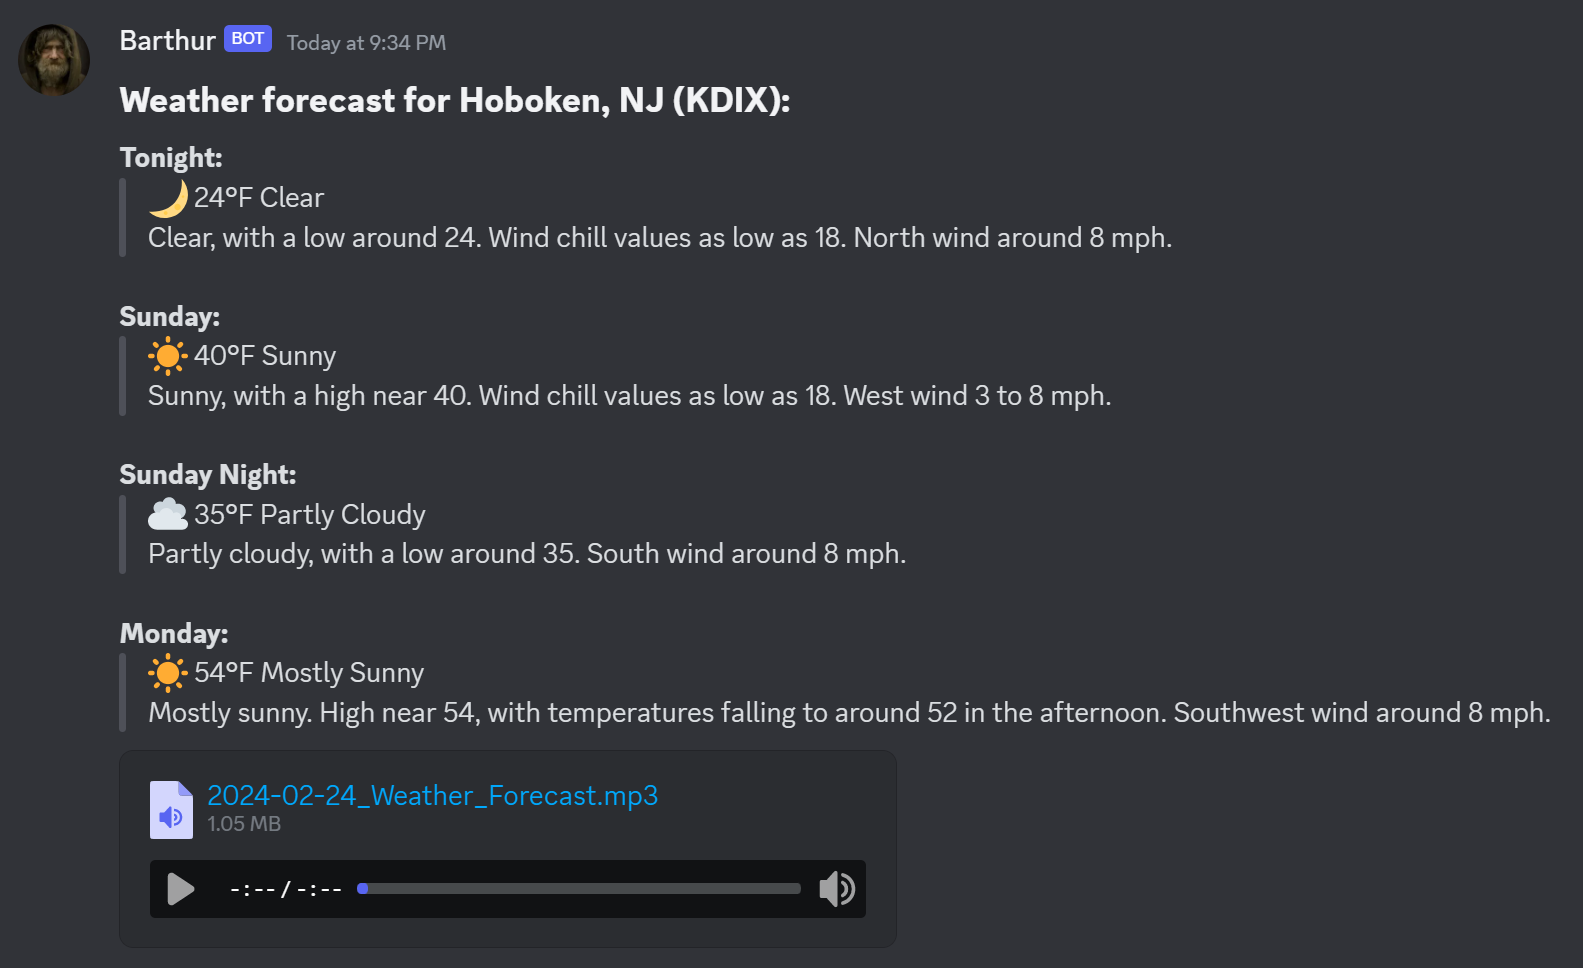 Barthur BOT Today at 9:34 PM
Weather forecast for Hoboken, NJ (KDIX):
Tonight:
24°F Clear
Clear, with a low around 24. Wind chill values as low as 18. North wind around 8 mph.
Sunday:
40°F Sunny
Sunny, with a high near 40. Wind chill values as low as 18. West wind 3 to 8 mph.
Sunday Night:
35°F Partly Cloudy
Partly cloudy, with a low around 35. South wind around 8 mph.
Monday:
54°F Mostly Sunny
Mostly sunny. High near 54, with temperatures falling to around 52 in the afternoon. Southwest wind around 8 mph.
2024-02-24_Weather_Forecast.mp3
1.05 MB
-:-- / -:--